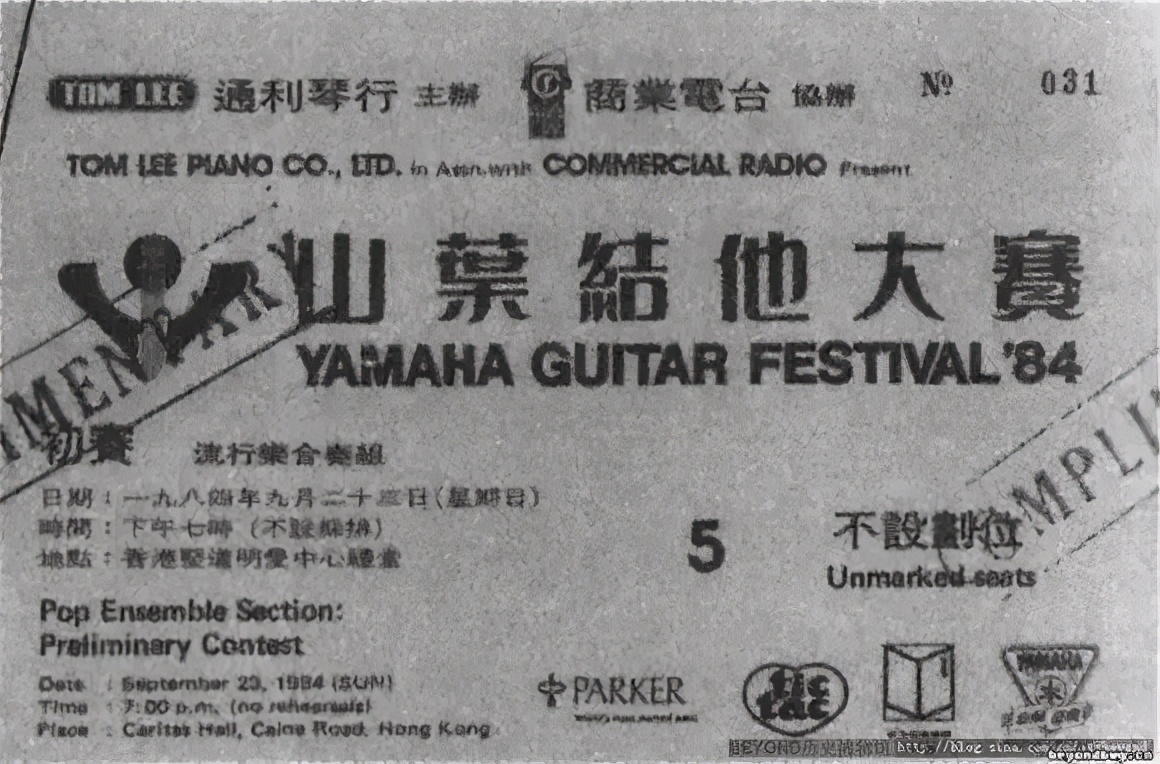 TOM LEE 通利琴行 主辦 商業電台 協辦 Nº 031
TOM LEE PIANO CO., LTD. in Assn. with COMMERCIAL RADIO Present
山葉結他大賽
YAMAHA GUITAR FESTIVAL '84
IMENTARY
COMPLI
初賽 流行樂合奏組
日期:一九八四年九月二十三日(星期日)
時間:下午七時(不設綵排)
地點:香港堅道明愛中心禮堂
5
不設劃位
Unmarked seats
Pop Ensemble Section:
Preliminary Contest
Date : September 23, 1984 (SUN)
Time : 7:00 p.m. (no rehearsal)
Place : Caritas Hall, Caine Road, Hong Kong
PARKER
tic tac
YAMAHA